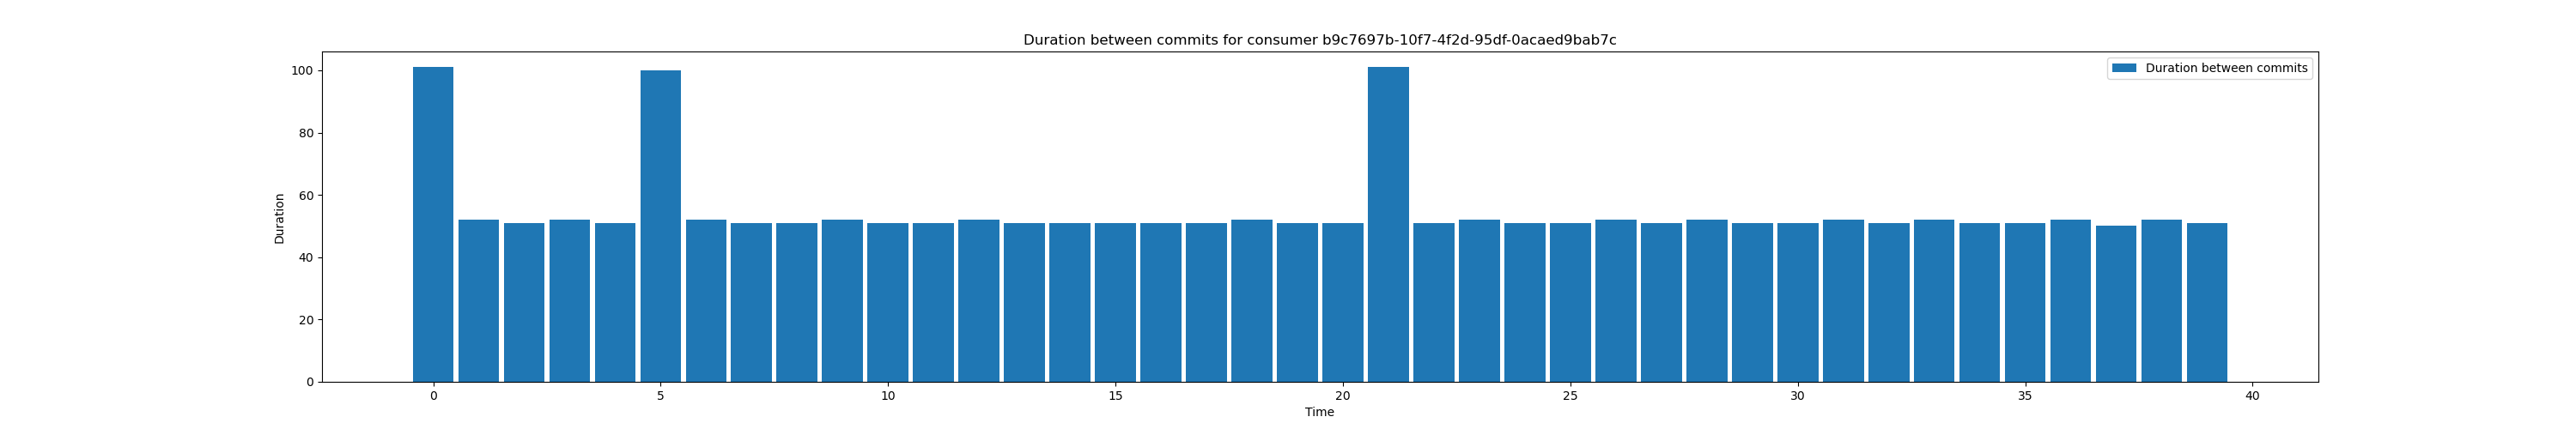 Duration between commits for consumer b9c7697b-10f7-4f2d-95df-0acaed9bab7c
Duration between commits
100
80
60
40
20
0
Duration
0 5 10 15 20 25 30 35 40
Time